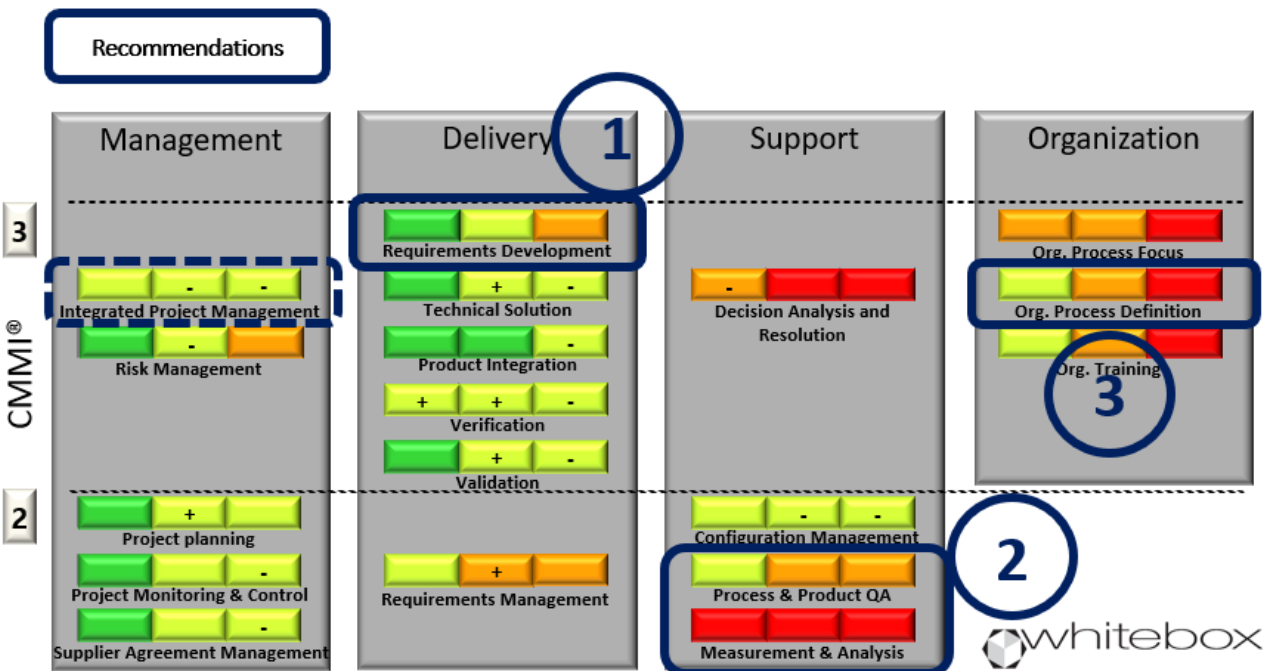 Recommendations
Management
Delivery
1
Support
Organization
3
CMMI®
Requirements Development
Org. Process Focus
- -
Integrated Project Management
+ -
Technical Solution
-
Decision Analysis and
Resolution
Org. Process Definition
-
Risk Management
-
Product Integration
Org. Training
3
+ + -
Verification
+ -
Validation
2
+
Project planning
- -
Configuration Management
2
-
Project Monitoring & Control
+
Requirements Management
Process & Product QA
-
Supplier Agreement Management
Measurement & Analysis
whitebox